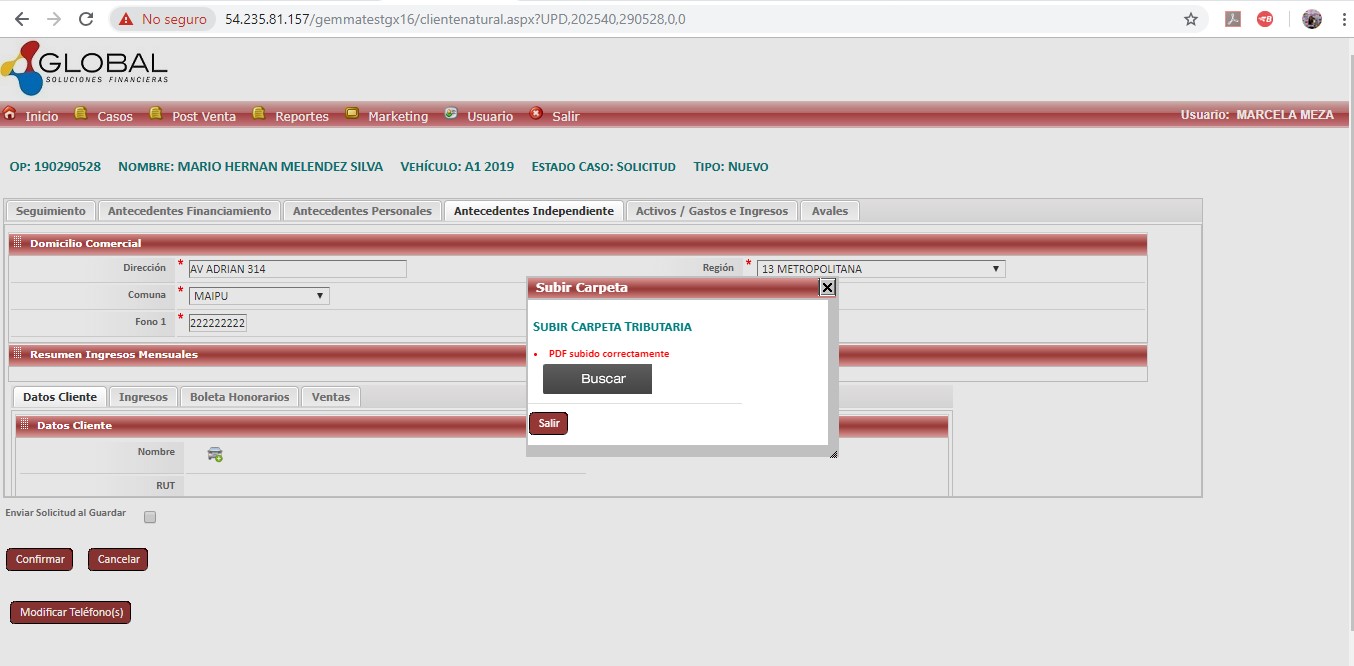 No seguro
54.235.81.157/gemmatestgx16/clientenatural.aspx?UPD,202540,290528,0,0
GLOBAL
SOLUCIONES FINANCIERAS
Inicio Casos Post Venta Reportes Marketing Usuario Salir Usuario: MARCELA MEZA
OP: 190290528 NOMBRE: MARIO HERNAN MELENDEZ SILVA VEHÍCULO: A1 2019 ESTADO CASO: SOLICITUD TIPO: NUEVO
Seguimiento Antecedentes Financiamiento Antecedentes Personales Antecedentes Independiente Activos / Gastos e Ingresos Avales
Domicilio Comercial
Dirección * AV ADRIAN 314 Región * 13 METROPOLITANA
Comuna * MAIPU
Fono 1 * 222222222
Subir Carpeta
SUBIR CARPETA TRIBUTARIA
• PDF subido correctamente
Buscar
Salir
Resumen Ingresos Mensuales
Datos Cliente Ingresos Boleta Honorarios Ventas
Datos Cliente
Nombre
RUT
Enviar Solicitud al Guardar
Confirmar Cancelar
Modificar Teléfono(s)